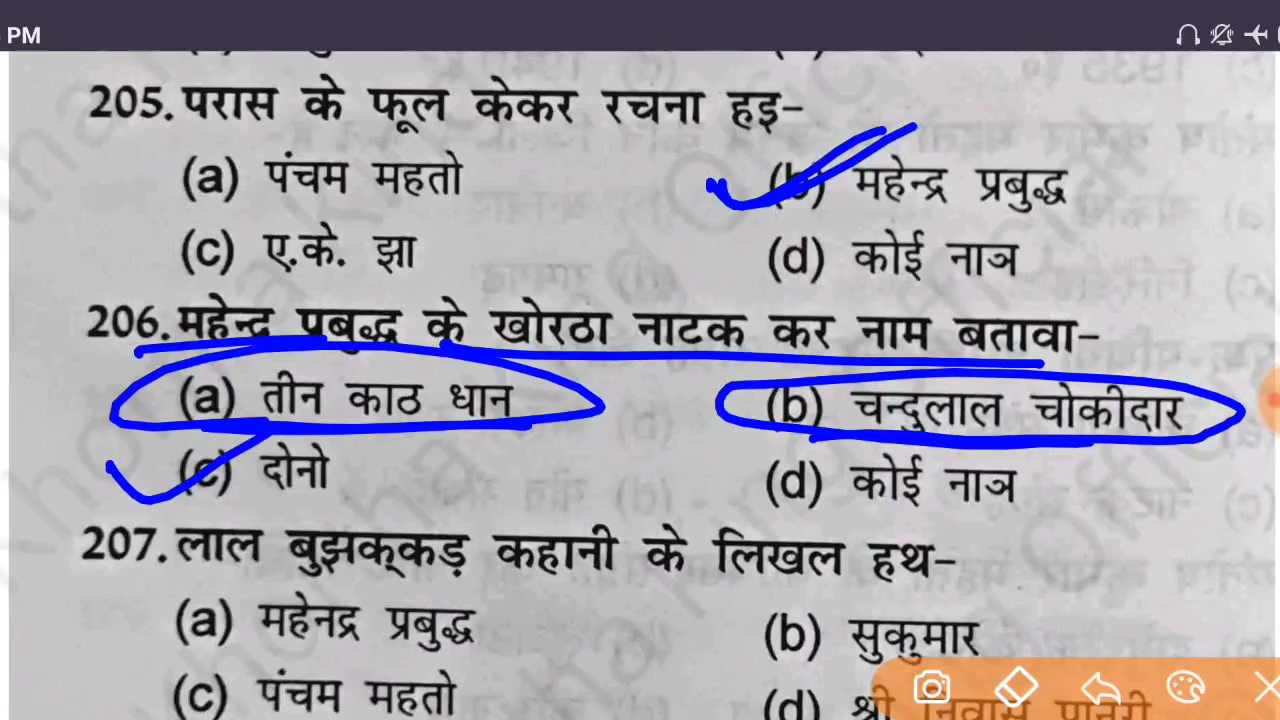 PM
205. परास के फूल केकर रचना हइ-
(a) पंचम महतो (b) महेन्द्र प्रबुद्ध
(c) ए.के. झा (d) कोई नाञ
206. महेन्द्र प्रबुद्ध के खोरठा नाटक कर नाम बतावा-
(a) तीन काठ धान (b) चन्दुलाल चोकीदार
(c) दोनो (d) कोई नाञ
207. लाल बुझक्कड़ कहानी के लिखल हथ-
(a) महेनद्र प्रबुद्ध (b) सुकुमार
(c) पंचम महतो (d) श्री निवास पानुरी